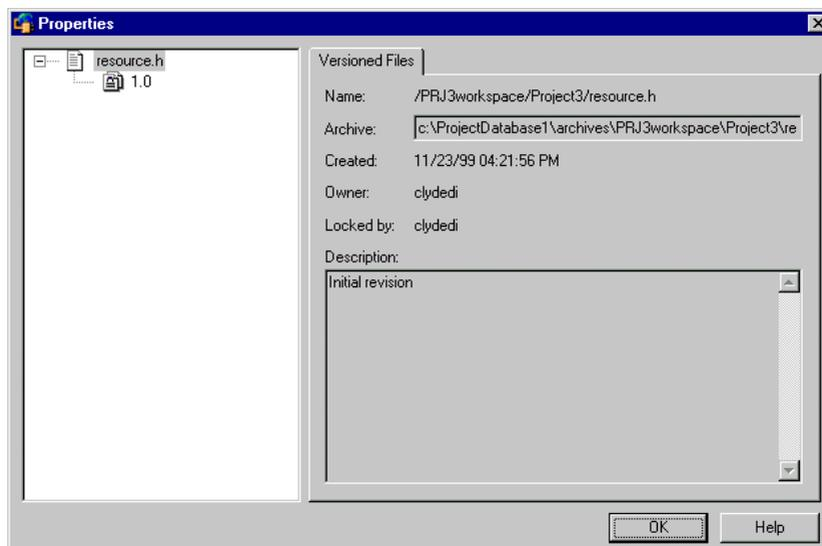 Properties
resource.h
1.0
Versioned Files
Name: /PRJ3workspace/Project3/resource.h
Archive: c:\ProjectDatabase1\archives\PRJ3workspace\Project3\re
Created: 11/23/99 04:21:56 PM
Owner: clydedi
Locked by: clydedi
Description:
Initial revision
OK Help